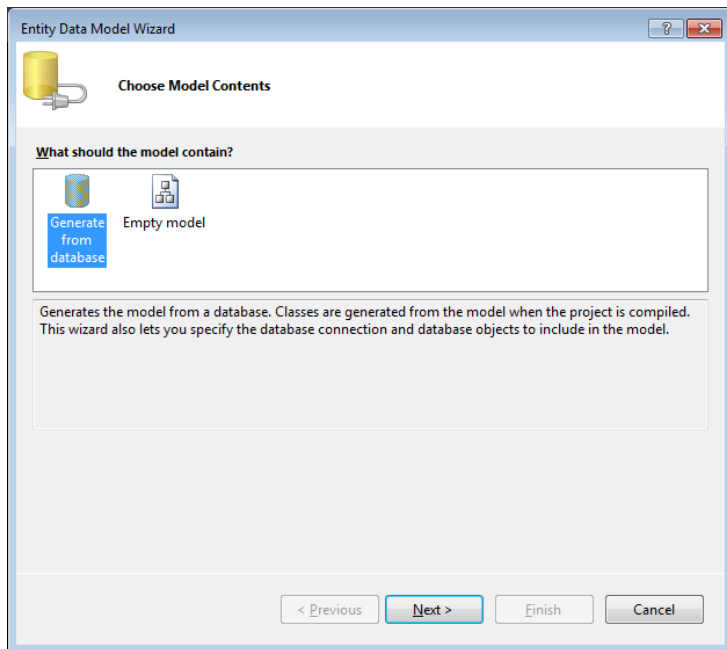 Entity Data Model Wizard
Choose Model Contents
What should the model contain?
Generate from database
Empty model
Generates the model from a database. Classes are generated from the model when the project is compiled.
This wizard also lets you specify the database connection and database objects to include in the model.
< Previous
Next >
Finish
Cancel